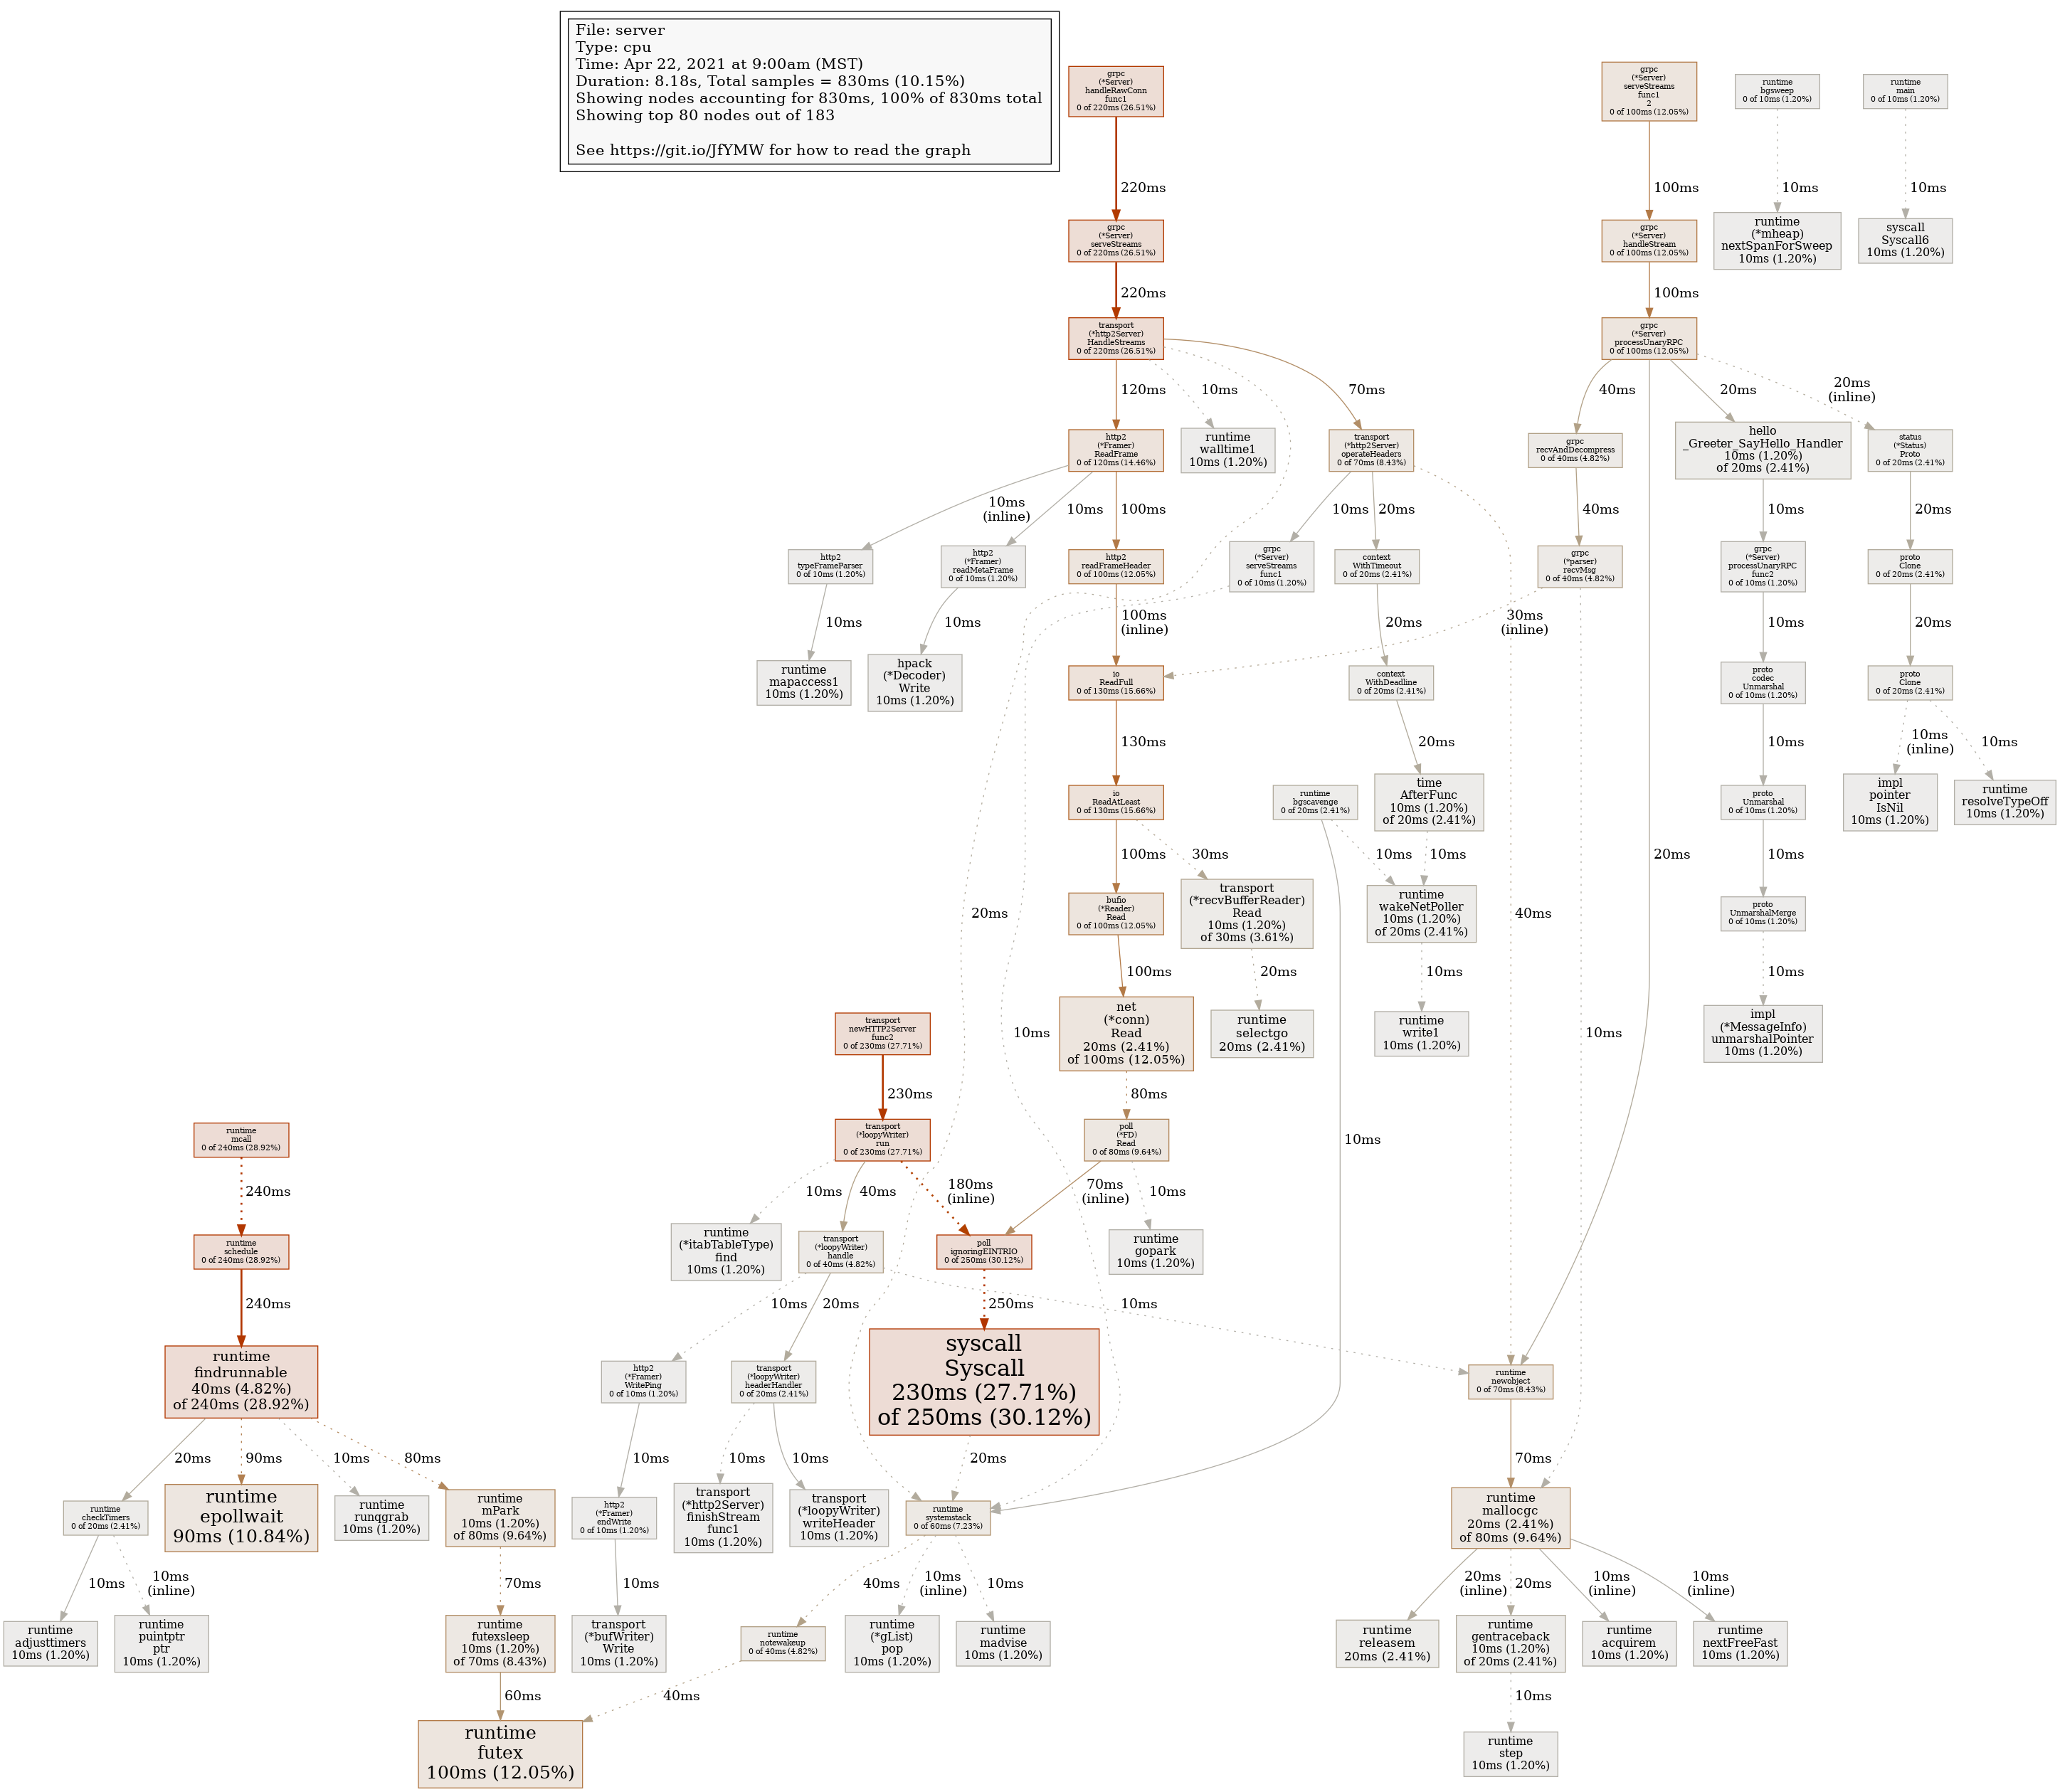 File: server
Type: cpu
Time: Apr 22, 2021 at 9:00am (MST)
Duration: 8.18s, Total samples = 830ms (10.15%)
Showing nodes accounting for 830ms, 100% of 830ms total
Showing top 80 nodes out of 183
See https://git.io/JfYMW for how to read the graph
grpc
(*Server)
handleRawConn
func1
0 of 220ms (26.51%)
grpc
(*Server)
serveStreams
func1
2
0 of 100ms (12.05%)
runtime
bgsweep
0 of 10ms (1.20%)
runtime
main
0 of 10ms (1.20%)
220ms
100ms
10ms
10ms
grpc
(*Server)
serveStreams
0 of 220ms (26.51%)
grpc
(*Server)
handleStream
0 of 100ms (12.05%)
runtime
(*mheap)
nextSpanForSweep
10ms (1.20%)
syscall
Syscall6
10ms (1.20%)
220ms
100ms
transport
(*http2Server)
HandleStreams
0 of 220ms (26.51%)
grpc
(*Server)
processUnaryRPC
0 of 100ms (12.05%)
120ms
10ms
70ms
40ms
20ms
20ms
(inline)
http2
(*Framer)
ReadFrame
0 of 120ms (14.46%)
runtime
walltime1
10ms (1.20%)
transport
(*http2Server)
operateHeaders
0 of 70ms (8.43%)
grpc
recvAndDecompress
0 of 40ms (4.82%)
hello
_Greeter_SayHello_Handler
10ms (1.20%)
of 20ms (2.41%)
status
(*Status)
Proto
0 of 20ms (2.41%)
10ms
(inline)
10ms
100ms
10ms
20ms
40ms
10ms
20ms
http2
typeFrameParser
0 of 10ms (1.20%)
http2
(*Framer)
readMetaFrame
0 of 10ms (1.20%)
http2
readFrameHeader
0 of 100ms (12.05%)
grpc
(*Server)
serveStreams
func1
0 of 10ms (1.20%)
context
WithTimeout
0 of 20ms (2.41%)
grpc
(*parser)
recvMsg
0 of 40ms (4.82%)
grpc
(*Server)
processUnaryRPC
func2
0 of 10ms (1.20%)
proto
Clone
0 of 20ms (2.41%)
10ms
10ms
100ms
(inline)
20ms
30ms
(inline)
10ms
20ms
runtime
mapaccess1
10ms (1.20%)
hpack
(*Decoder)
Write
10ms (1.20%)
io
ReadFull
0 of 130ms (15.66%)
context
WithDeadline
0 of 20ms (2.41%)
proto
codec
Unmarshal
0 of 10ms (1.20%)
proto
Clone
0 of 20ms (2.41%)
130ms
20ms
10ms
10ms
(inline)
10ms
io
ReadAtLeast
0 of 130ms (15.66%)
runtime
bgscavenge
0 of 20ms (2.41%)
time
AfterFunc
10ms (1.20%)
of 20ms (2.41%)
proto
Unmarshal
0 of 10ms (1.20%)
impl
pointer
IsNil
10ms (1.20%)
runtime
resolveTypeOff
10ms (1.20%)
100ms
30ms
10ms
10ms
20ms
10ms
20ms
40ms
bufio
(*Reader)
Read
0 of 100ms (12.05%)
transport
(*recvBufferReader)
Read
10ms (1.20%)
of 30ms (3.61%)
runtime
wakeNetPoller
10ms (1.20%)
of 20ms (2.41%)
proto
UnmarshalMerge
0 of 10ms (1.20%)
100ms
20ms
10ms
10ms
transport
newHTTP2Server
func2
0 of 230ms (27.71%)
net
(*conn)
Read
20ms (2.41%)
of 100ms (12.05%)
runtime
selectgo
20ms (2.41%)
runtime
write1
10ms (1.20%)
impl
(*MessageInfo)
unmarshalPointer
10ms (1.20%)
10ms
10ms
230ms
80ms
runtime
mcall
0 of 240ms (28.92%)
transport
(*loopyWriter)
run
0 of 230ms (27.71%)
poll
(*FD)
Read
0 of 80ms (9.64%)
10ms
240ms
10ms
40ms
180ms
(inline)
70ms
(inline)
10ms
runtime
schedule
0 of 240ms (28.92%)
runtime
(*itabTableType)
find
10ms (1.20%)
transport
(*loopyWriter)
handle
0 of 40ms (4.82%)
poll
ignoringEINTRIO
0 of 250ms (30.12%)
runtime
gopark
10ms (1.20%)
240ms
10ms
20ms
250ms
10ms
runtime
findrunnable
40ms (4.82%)
of 240ms (28.92%)
http2
(*Framer)
WritePing
0 of 10ms (1.20%)
transport
(*loopyWriter)
headerHandler
0 of 20ms (2.41%)
syscall
Syscall
230ms (27.71%)
of 250ms (30.12%)
runtime
newobject
0 of 70ms (8.43%)
20ms
90ms
10ms
80ms
10ms
10ms
10ms
20ms
70ms
runtime
checkTimers
0 of 20ms (2.41%)
runtime
epollwait
90ms (10.84%)
runtime
runqgrab
10ms (1.20%)
runtime
mPark
10ms (1.20%)
of 80ms (9.64%)
http2
(*Framer)
endWrite
0 of 10ms (1.20%)
transport
(*http2Server)
finishStream
func1
10ms (1.20%)
transport
(*loopyWriter)
writeHeader
10ms (1.20%)
runtime
systemstack
0 of 60ms (7.23%)
runtime
mallocgc
20ms (2.41%)
of 80ms (9.64%)
10ms
10ms
(inline)
70ms
10ms
40ms
10ms
(inline)
10ms
20ms
(inline)
20ms
10ms
(inline)
10ms
(inline)
runtime
adjusttimers
10ms (1.20%)
runtime
puintptr
ptr
10ms (1.20%)
runtime
futexsleep
10ms (1.20%)
of 70ms (8.43%)
transport
(*bufWriter)
Write
10ms (1.20%)
runtime
notewakeup
0 of 40ms (4.82%)
runtime
(*gList)
pop
10ms (1.20%)
runtime
madvise
10ms (1.20%)
runtime
releasem
20ms (2.41%)
runtime
gentraceback
10ms (1.20%)
of 20ms (2.41%)
runtime
acquirem
10ms (1.20%)
runtime
nextFreeFast
10ms (1.20%)
60ms
40ms
10ms
runtime
futex
100ms (12.05%)
runtime
step
10ms (1.20%)